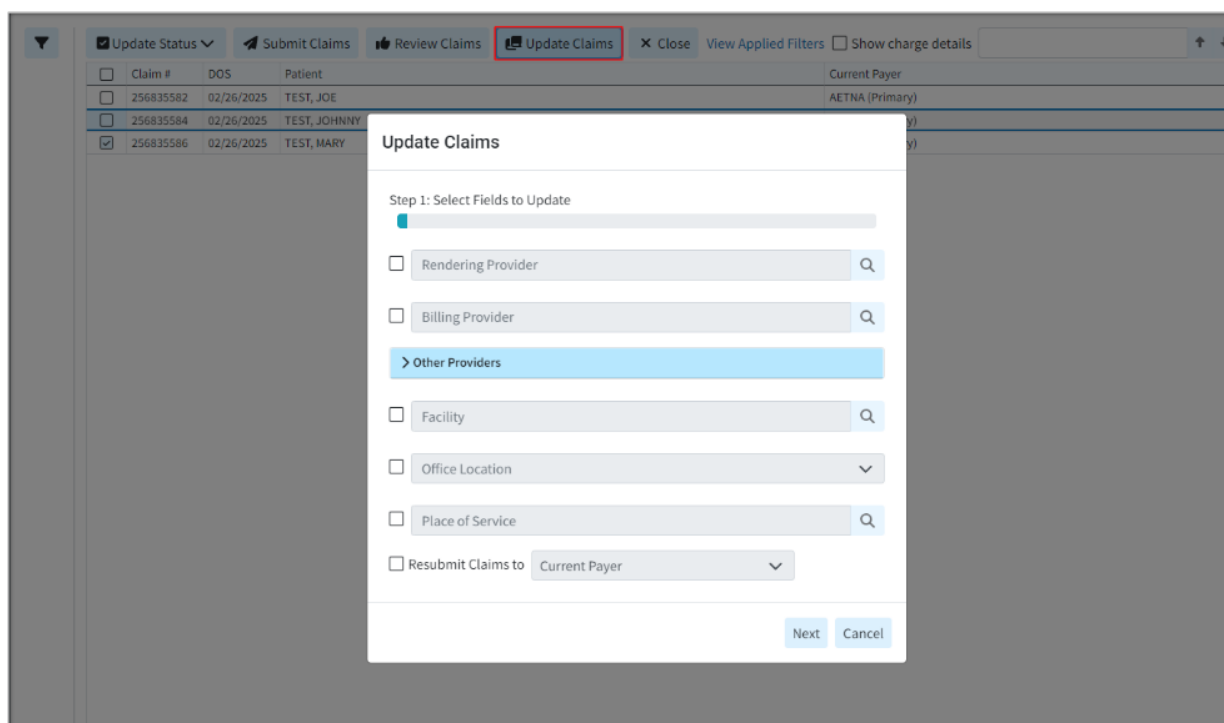 Update Status Submit Claims Review Claims Update Claims Close View Applied Filters Show charge details
Claim # DOS Patient Current Payer
256835582 02/26/2025 TEST, JOE AETNA (Primary)
256835584 02/26/2025 TEST, JOHNNY y)
256835586 02/26/2025 TEST, MARY y)
Update Claims
Step 1: Select Fields to Update
Rendering Provider
Billing Provider
Other Providers
Facility
Office Location
Place of Service
Resubmit Claims to Current Payer
Next Cancel